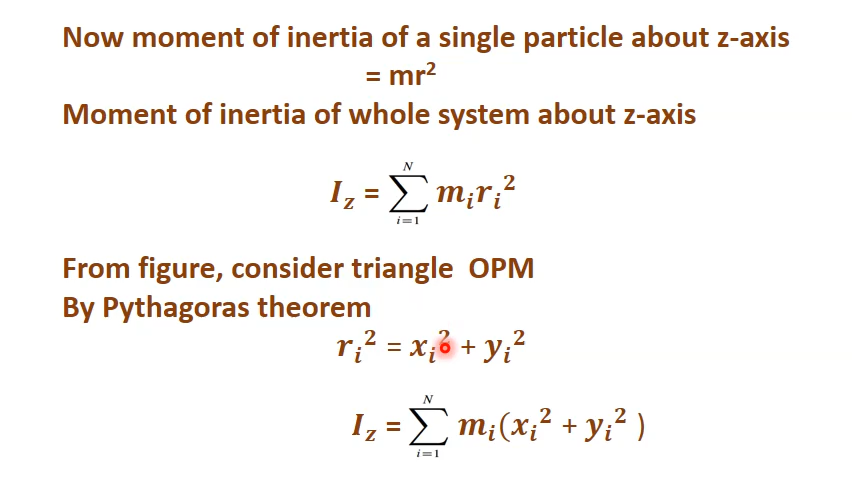 Now moment of inertia of a single particle about z-axis
= mr²
Moment of inertia of whole system about z-axis
I_z = \sum_{i=1}^{N} m_i r_i²
From figure, consider triangle OPM
By Pythagoras theorem
r_i² = x_i² + y_i²
I_z = \sum_{i=1}^{N} m_i(x_i² + y_i² )